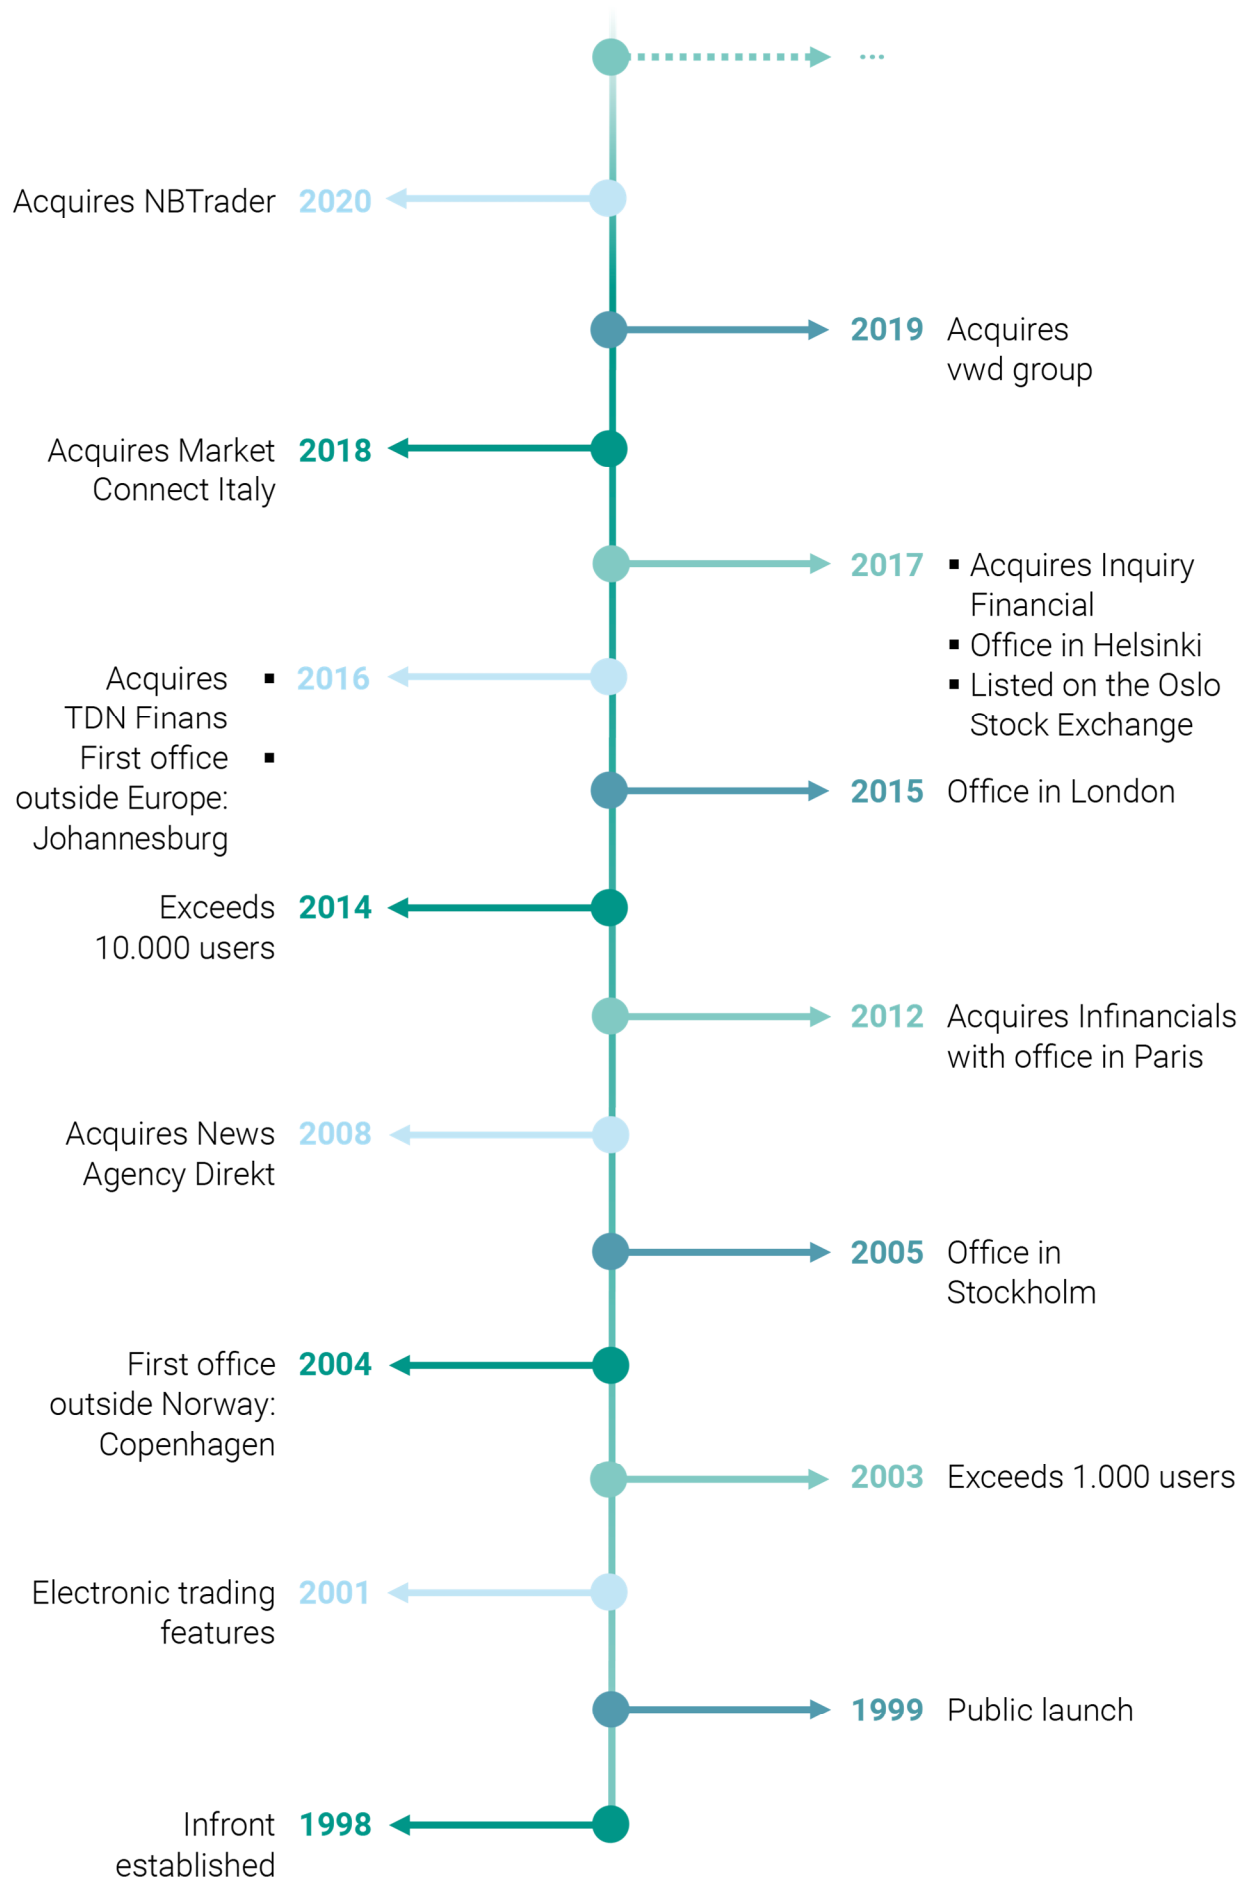 ...
Acquires NBTrader 2020
2019 Acquires
vwd group
Acquires Market 2018
Connect Italy
2017 ▪ Acquires Inquiry
Financial
▪ Office in Helsinki
▪ Listed on the Oslo
Stock Exchange
Acquires ▪ 2016
TDN Finans
First office ▪
outside Europe:
Johannesburg
2015 Office in London
Exceeds 2014
10.000 users
2012 Acquires Infinancials
with office in Paris
Acquires News 2008
Agency Direkt
2005 Office in
Stockholm
First office 2004
outside Norway:
Copenhagen
2003 Exceeds 1.000 users
Electronic trading 2001
features
1999 Public launch
Infront 1998
established